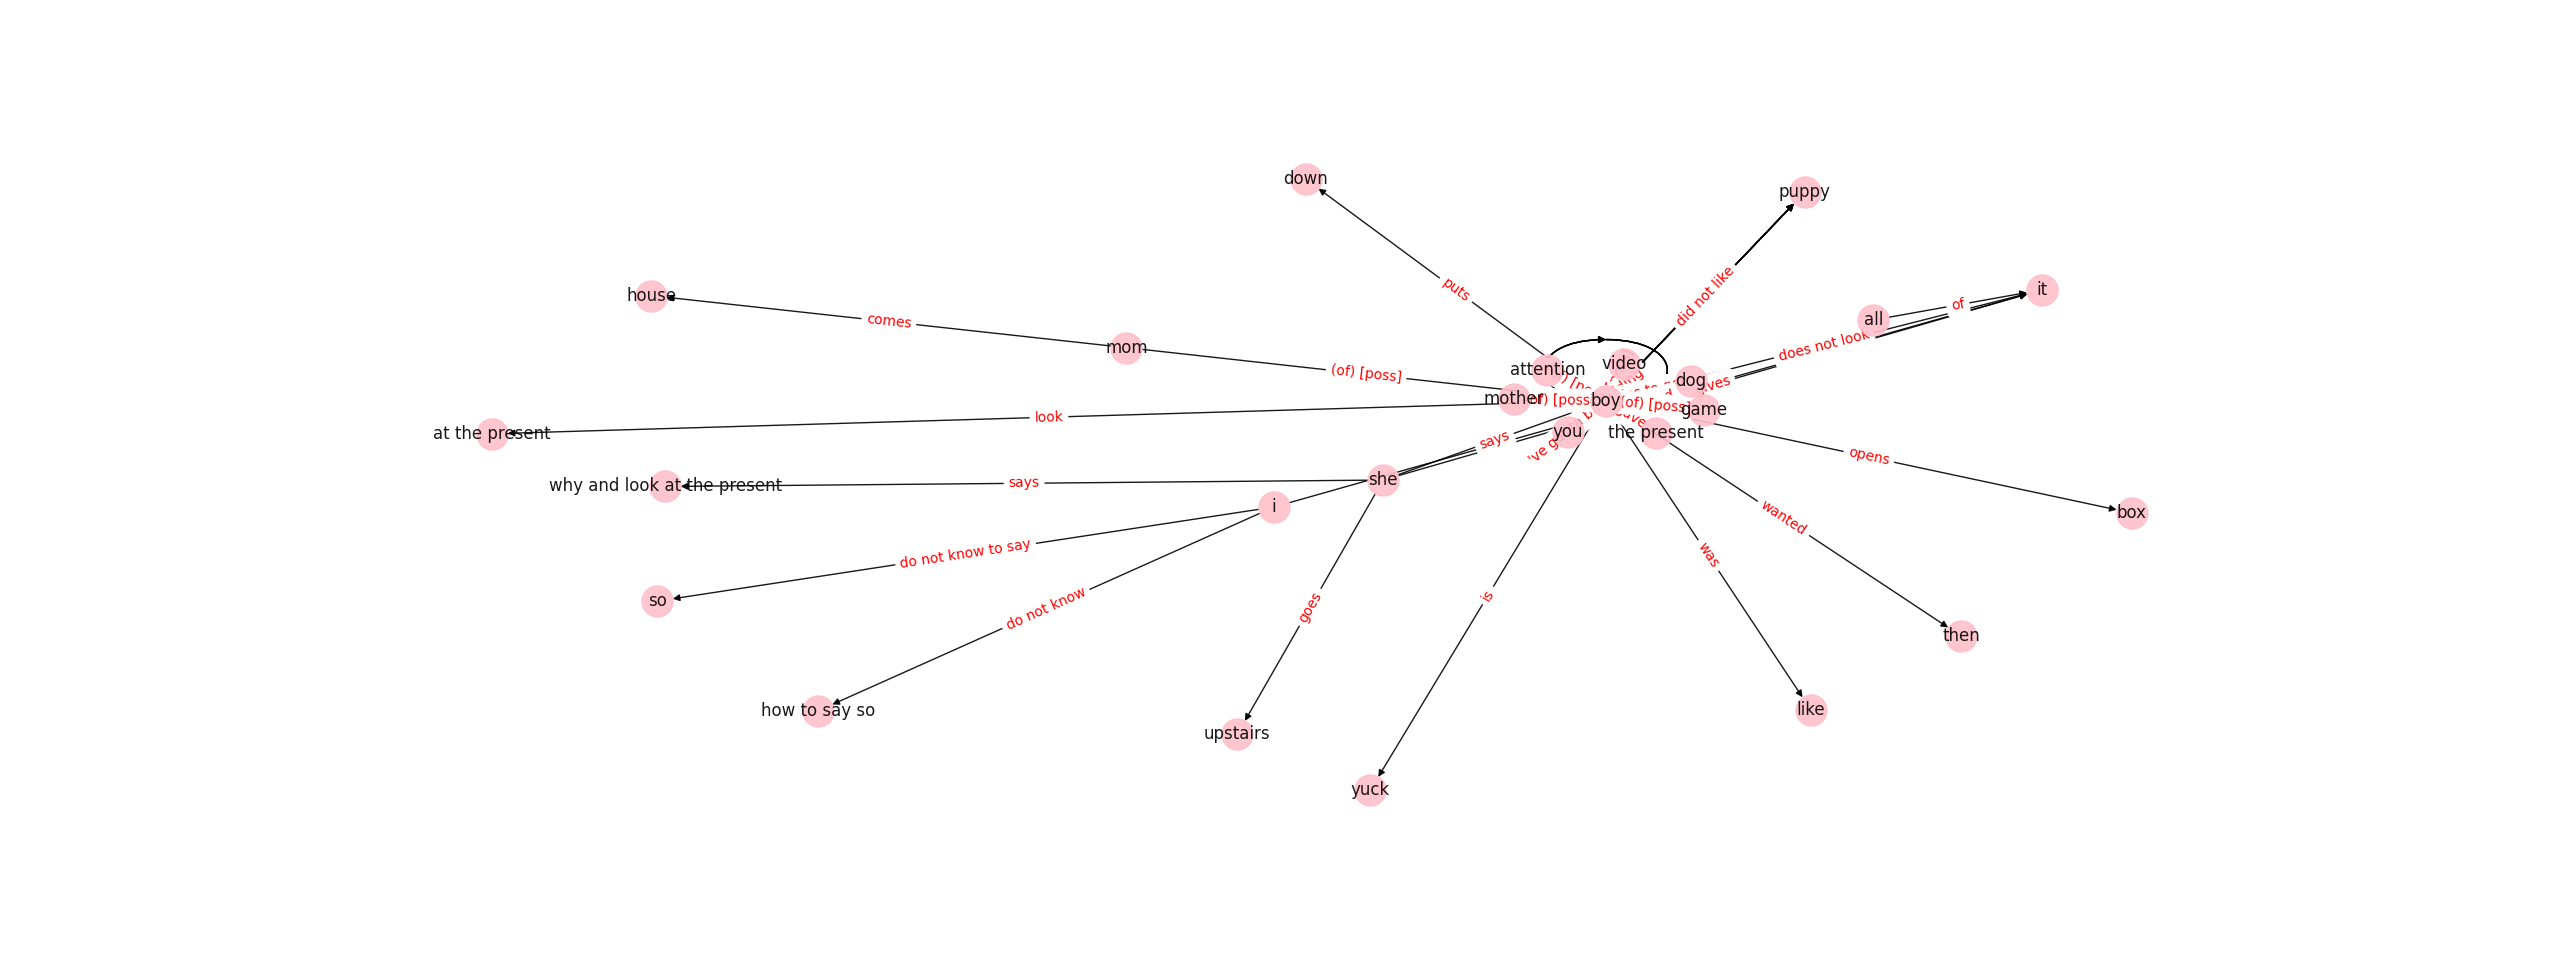 down
puppy
puts
did not like
house
it
of
all
comes
mom
does not look
(of) [poss]
attention
video
dog
mother
boy
(of) [poss]
game
at the present
look
says
you
the present
opens
why and look at the present
says
she
i
wanted
box
was
do not know to say
so
do not know
goes
is
then
how to say so
upstairs
like
yuck